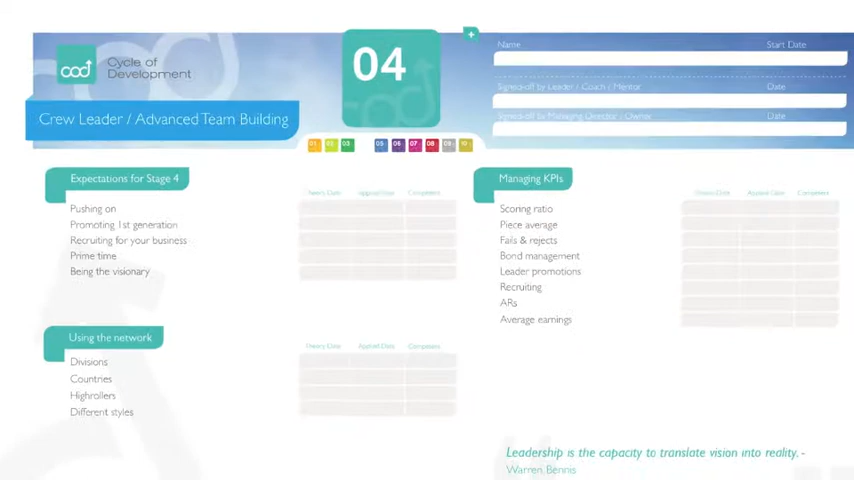 cod
Cycle of
Development
04
+
Name
Start Date
Signed-off by Leader / Coach / Mentor
Date
Signed-off by Managing Director / Owner
Date
Crew Leader / Advanced Team Building
01 02 03 05 06 07 08 09 10
Expectations for Stage 4
Theory Date Applied Date Competent
Pushing on
Promoting 1st generation
Recruiting for your business
Prime time
Being the visionary
Using the network
Theory Date Applied Date Competent
Divisions
Countries
Highrollers
Different styles
Managing KPIs
Theory Date Applied Date Competent
Scoring ratio
Piece average
Fails & rejects
Bond management
Leader promotions
Recruiting
ARs
Average earnings
Leadership is the capacity to translate vision into reality. -
Warren Bennis